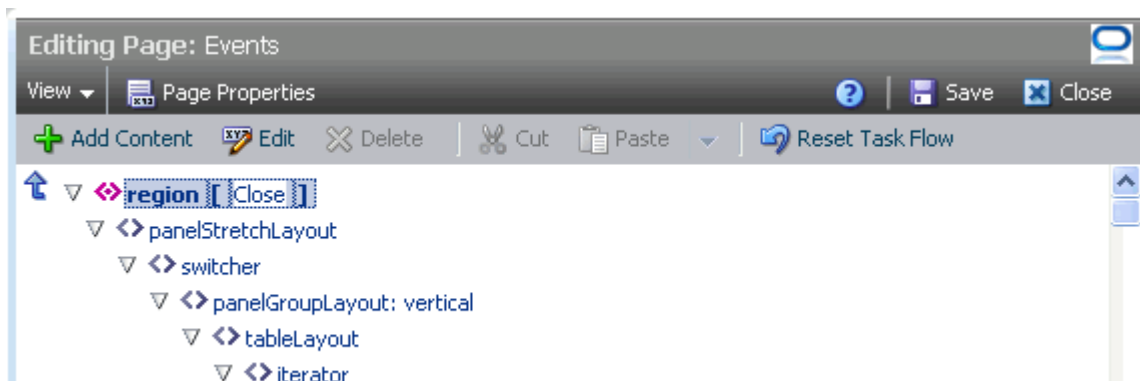 Editing Page: Events
View Page Properties Save Close
Add Content Edit Delete Cut Paste Reset Task Flow
region [ Close ]
panelStretchLayout
switcher
panelGroupLayout: vertical
tableLayout
iterator